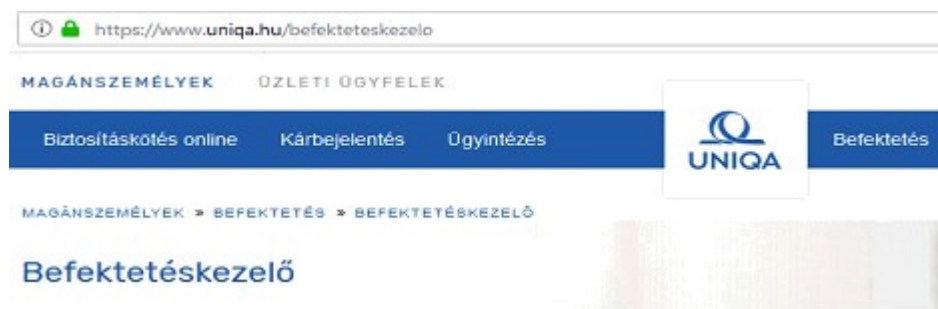 https://www.uniqa.hu/befekteteskezelo
MAGÁNSZEMÉLYEK ÜZLETI ÜGYFELEK
Biztosításkötés online Kárbejelentés Ügyintézés UNIQA Befektetés
MAGÁNSZEMÉLYEK » BEFEKTETÉS » BEFEKTETÉSKEZELŐ
Befektetéskezelő